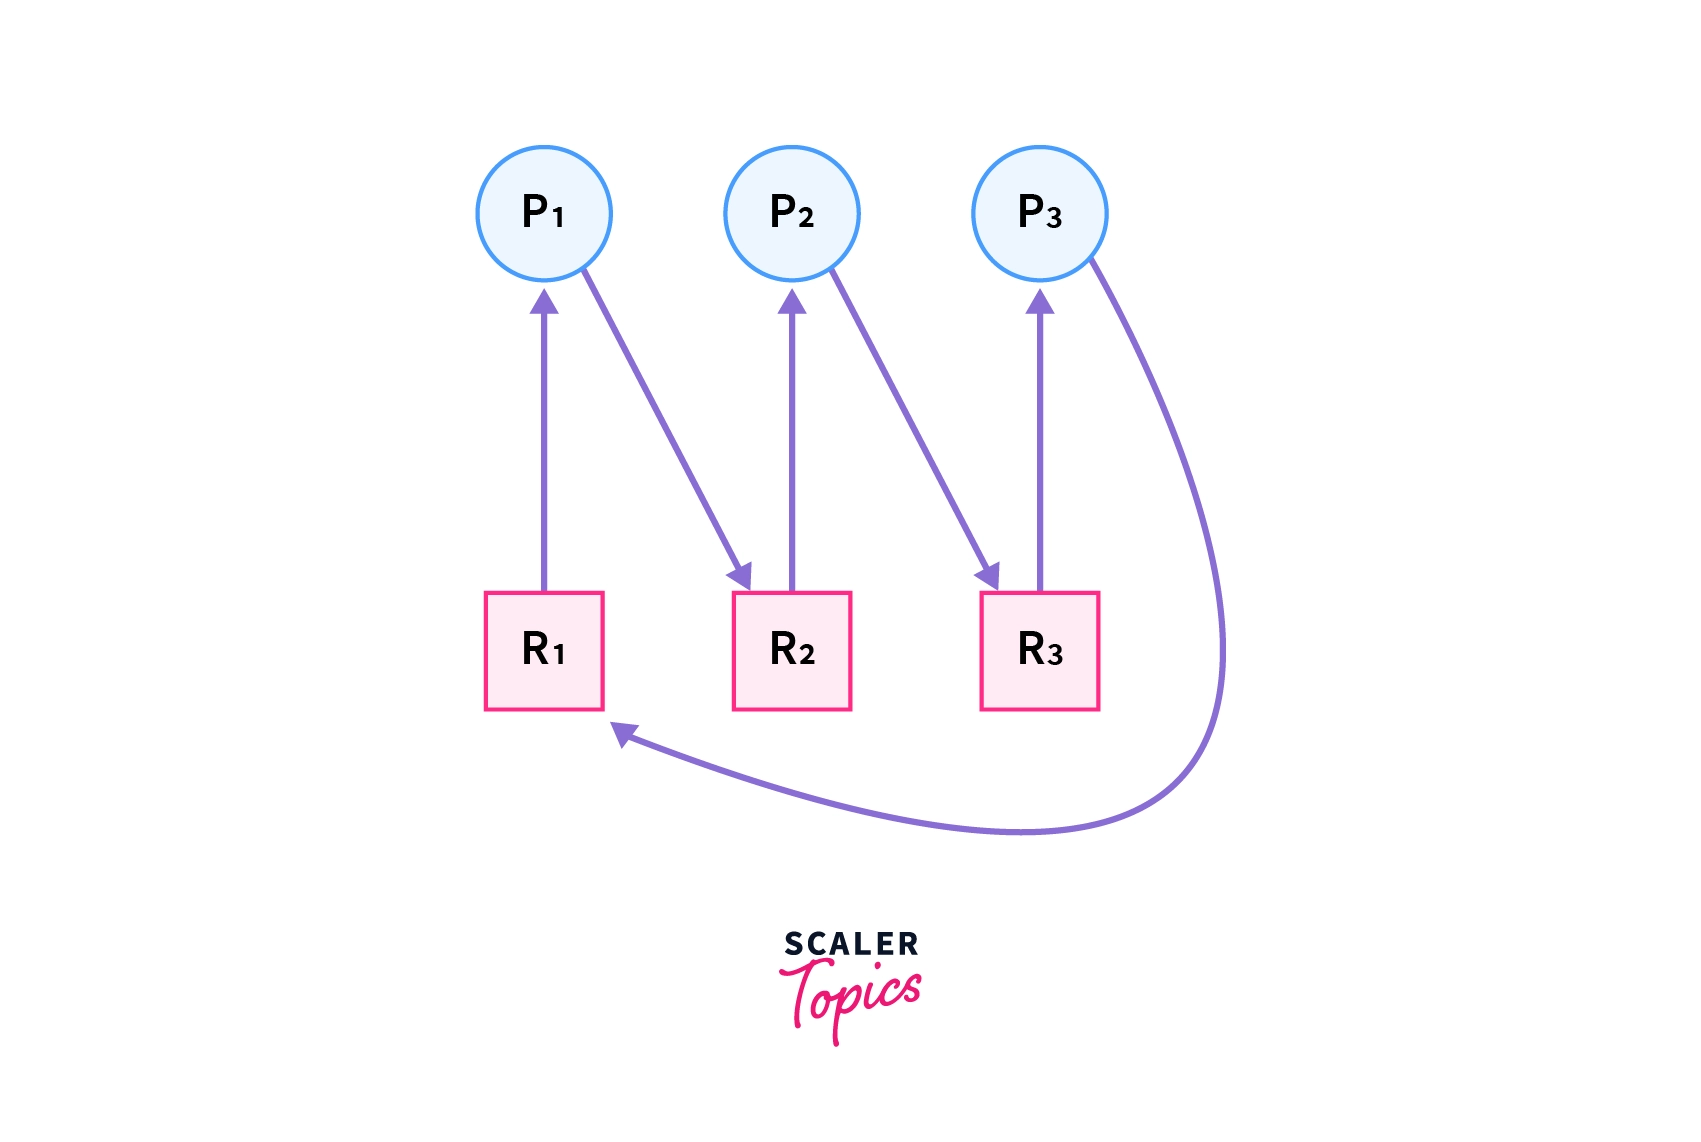 P1 P2 P3
R1 R2 R3
SCALER
Topics